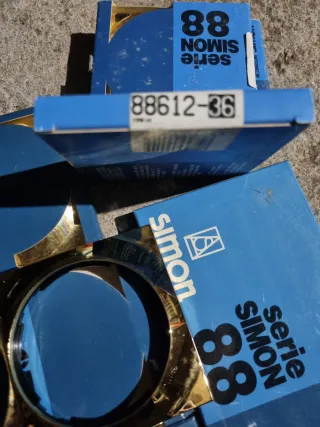 serie
SIMON
88
88612-36
simon
serie
SIMON
88